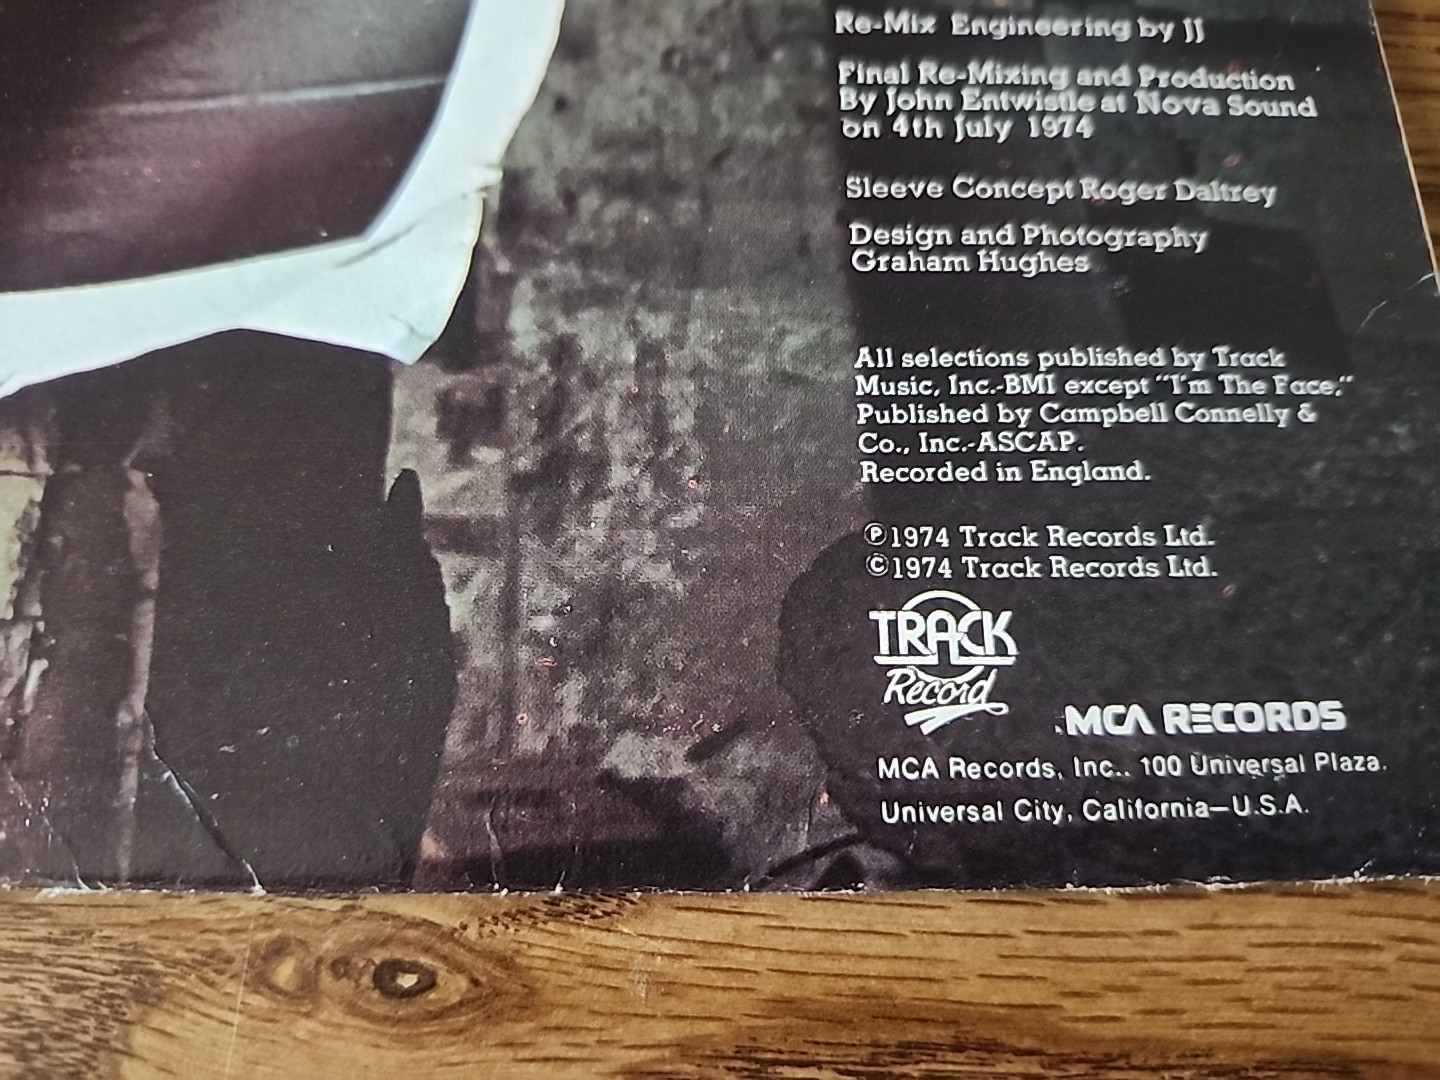 Re-Mix Engineering by JJ
Final Re-Mixing and Production
By John Entwistle at Nova Sound
on 4th July 1974
Sleeve Concept Roger Daltrey
Design and Photography
Graham Hughes
All selections published by Track
Music, Inc.-BMI except "I'm The Face,"
Published by Campbell Connelly &
Co., Inc.-ASCAP.
Recorded in England.
℗1974 Track Records Ltd.
©1974 Track Records Ltd.
TRACK
Record
MCA RECORDS
MCA Records, Inc.. 100 Universal Plaza.
Universal City, California—U.S.A.